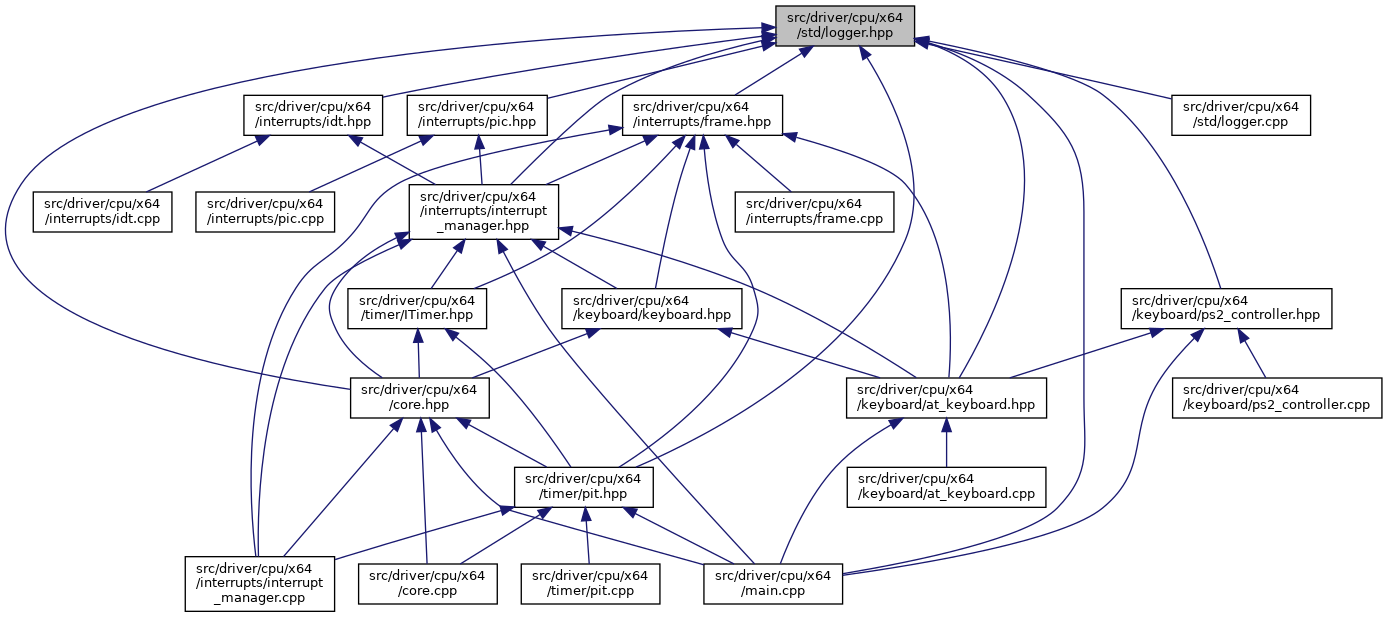 src/driver/cpu/x64
/std/logger.hpp
src/driver/cpu/x64
/interrupts/idt.hpp
src/driver/cpu/x64
/interrupts/pic.hpp
src/driver/cpu/x64
/interrupts/frame.hpp
src/driver/cpu/x64
/std/logger.cpp
src/driver/cpu/x64
/interrupts/idt.cpp
src/driver/cpu/x64
/interrupts/pic.cpp
src/driver/cpu/x64
/interrupts/interrupt
_manager.hpp
src/driver/cpu/x64
/interrupts/frame.cpp
src/driver/cpu/x64
/timer/ITimer.hpp
src/driver/cpu/x64
/keyboard/keyboard.hpp
src/driver/cpu/x64
/keyboard/ps2_controller.hpp
src/driver/cpu/x64
/core.hpp
src/driver/cpu/x64
/keyboard/at_keyboard.hpp
src/driver/cpu/x64
/keyboard/ps2_controller.cpp
src/driver/cpu/x64
/timer/pit.hpp
src/driver/cpu/x64
/keyboard/at_keyboard.cpp
src/driver/cpu/x64
/interrupts/interrupt
_manager.cpp
src/driver/cpu/x64
/core.cpp
src/driver/cpu/x64
/timer/pit.cpp
src/driver/cpu/x64
/main.cpp